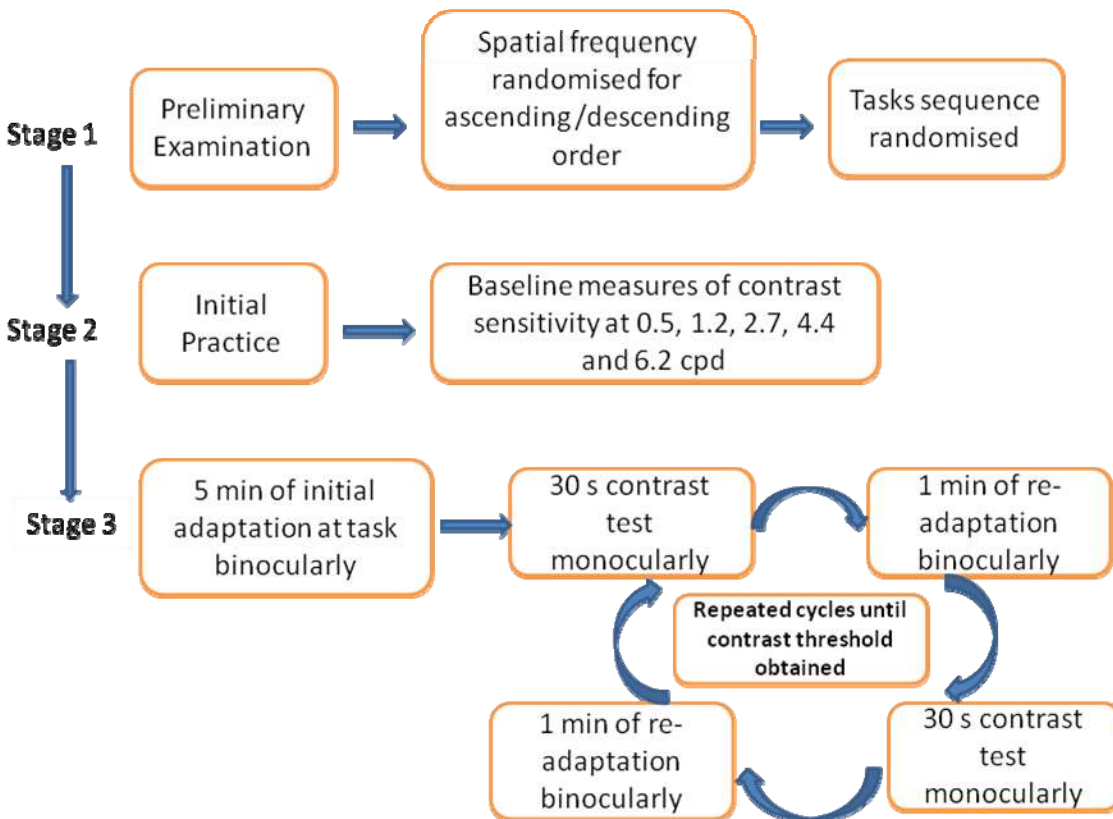 Stage 1
Preliminary
Examination
Spatial frequency
randomised for
ascending/descending
order
Tasks sequence
randomised
Stage 2
Initial
Practice
Baseline measures of contrast
sensitivity at 0.5, 1.2, 2.7, 4.4
and 6.2 cpd
Stage 3
5 min of initial
adaptation at task
binocularly
30 s contrast
test
monocularly
1 min of re-
adaptation
binocularly
Repeated cycles until
contrast threshold
obtained
1 min of re-
adaptation
binocularly
30 s contrast
test
monocularly